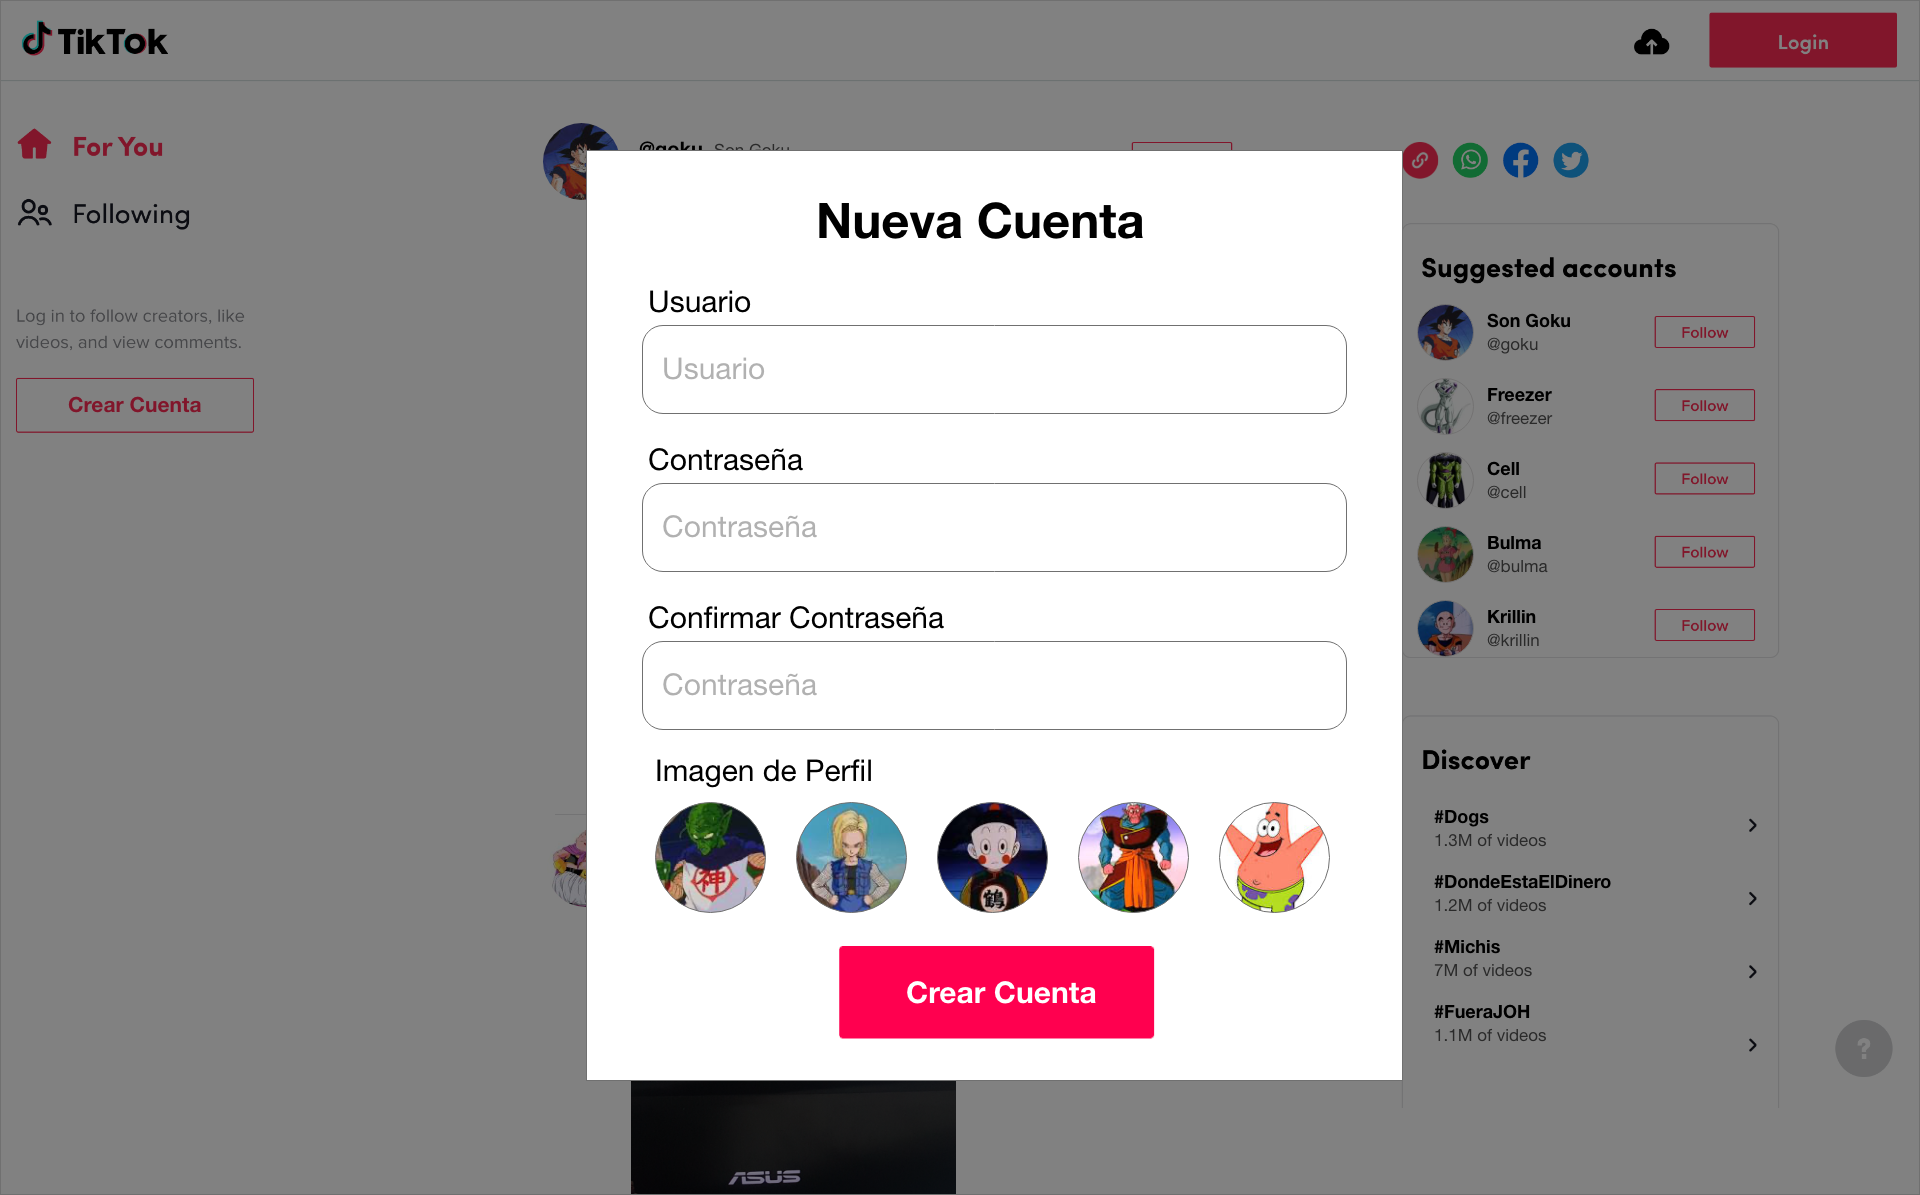 TikTok
Login
For You
Following
Log in to follow creators, like
videos, and view comments.
Crear Cuenta
@goku Son Goku
Nueva Cuenta
Usuario
Usuario
Contraseña
Contraseña
Confirmar Contraseña
Contraseña
Imagen de Perfil
神
鶴
Crear Cuenta
Suggested accounts
Son Goku
@goku
Follow
Freezer
@freezer
Follow
Cell
@cell
Follow
Bulma
@bulma
Follow
Krillin
@krillin
Follow
Discover
#Dogs
1.3M of videos
#DondeEstaElDinero
1.2M of videos
#Michis
7M of videos
#FueraJOH
1.1M of videos
?
ASUS